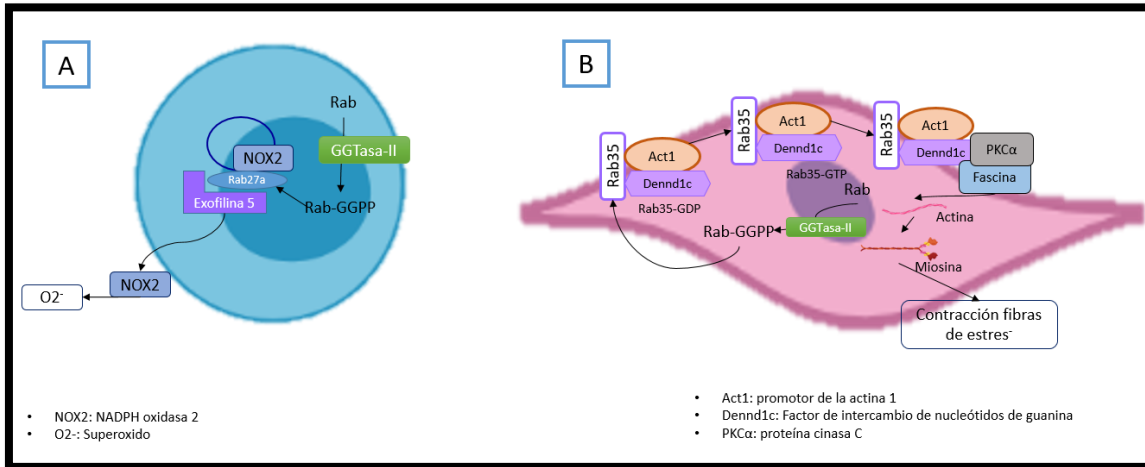 A
Rab
GGTasa-II
NOX2
Rab27a
Exofilina 5
Rab-GGPP
NOX2
O2-
• NOX2: NADPH oxidasa 2
• O2-: Superoxido
B
Rab35
Act1
Dennd1c
Rab35-GDP
Rab35
Act1
Dennd1c
Rab35-GTP
Rab35
Act1
Dennd1c
PKCα
Fascina
Rab
GGTasa-II
Rab-GGPP
Actina
Miosina
Contracción fibras
de estres-
• Act1: promotor de la actina 1
• Dennd1c: Factor de intercambio de nucleótidos de guanina
• PKCα: proteína cinasa C